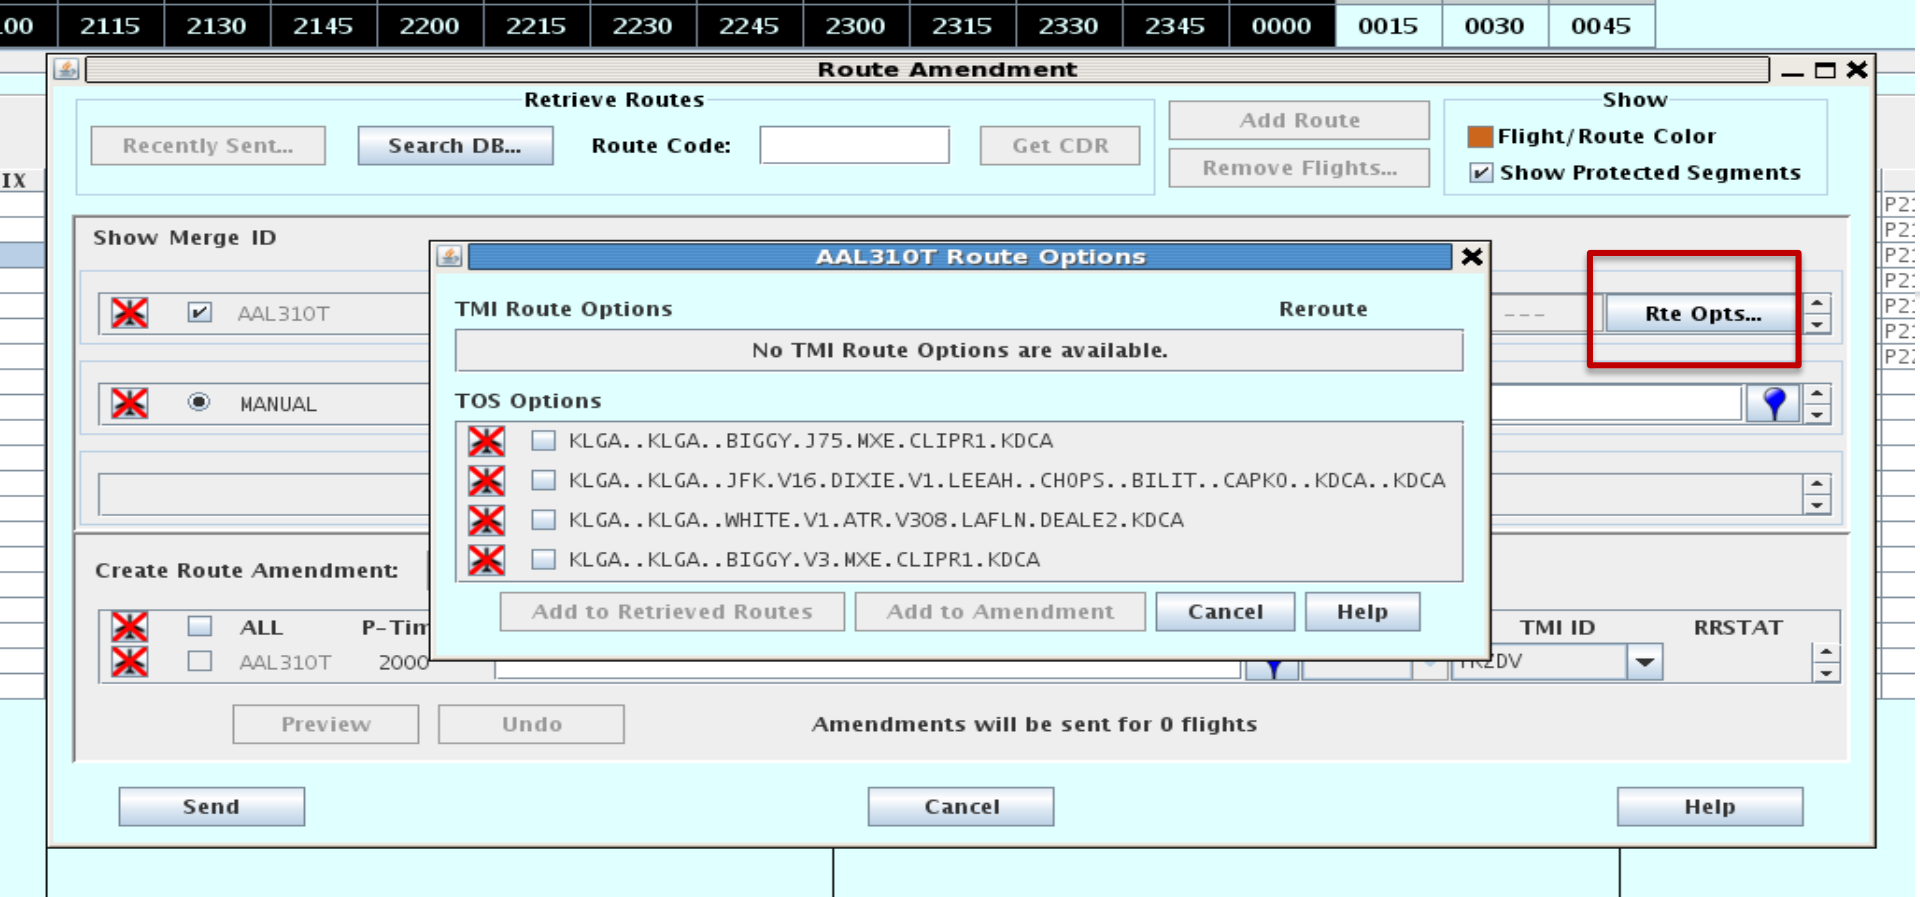 00 2115 2130 2145 2200 2215 2230 2245 2300 2315 2330 2345 0000 0015 0030 0045
Route Amendment
Retrieve Routes
Show
Recently Sent...
Search DB...
Route Code:
Get CDR
Add Route
Remove Flights...
Flight/Route Color
Show Protected Segments
IX
Show Merge ID
AAL310T
---
Rte Opts...
MANUAL
AAL310T Route Options
TMI Route Options Reroute
No TMI Route Options are available.
TOS Options
KLGA..KLGA..BIGGY.J75.MXE.CLIPR1.KDCA
KLGA..KLGA..JFK.V16.DIXIE.V1.LEEAH..CHOPS..BILIT..CAPKO..KDCA..KDCA
KLGA..KLGA..WHITE.V1.ATR.V308.LAFLN.DEALE2.KDCA
KLGA..KLGA..BIGGY.V3.MXE.CLIPR1.KDCA
Add to Retrieved Routes Add to Amendment Cancel Help
Create Route Amendment:
ALL P-Tim TMI ID RRSTAT
AAL310T 2000
Preview Undo Amendments will be sent for 0 flights
Send Cancel Help